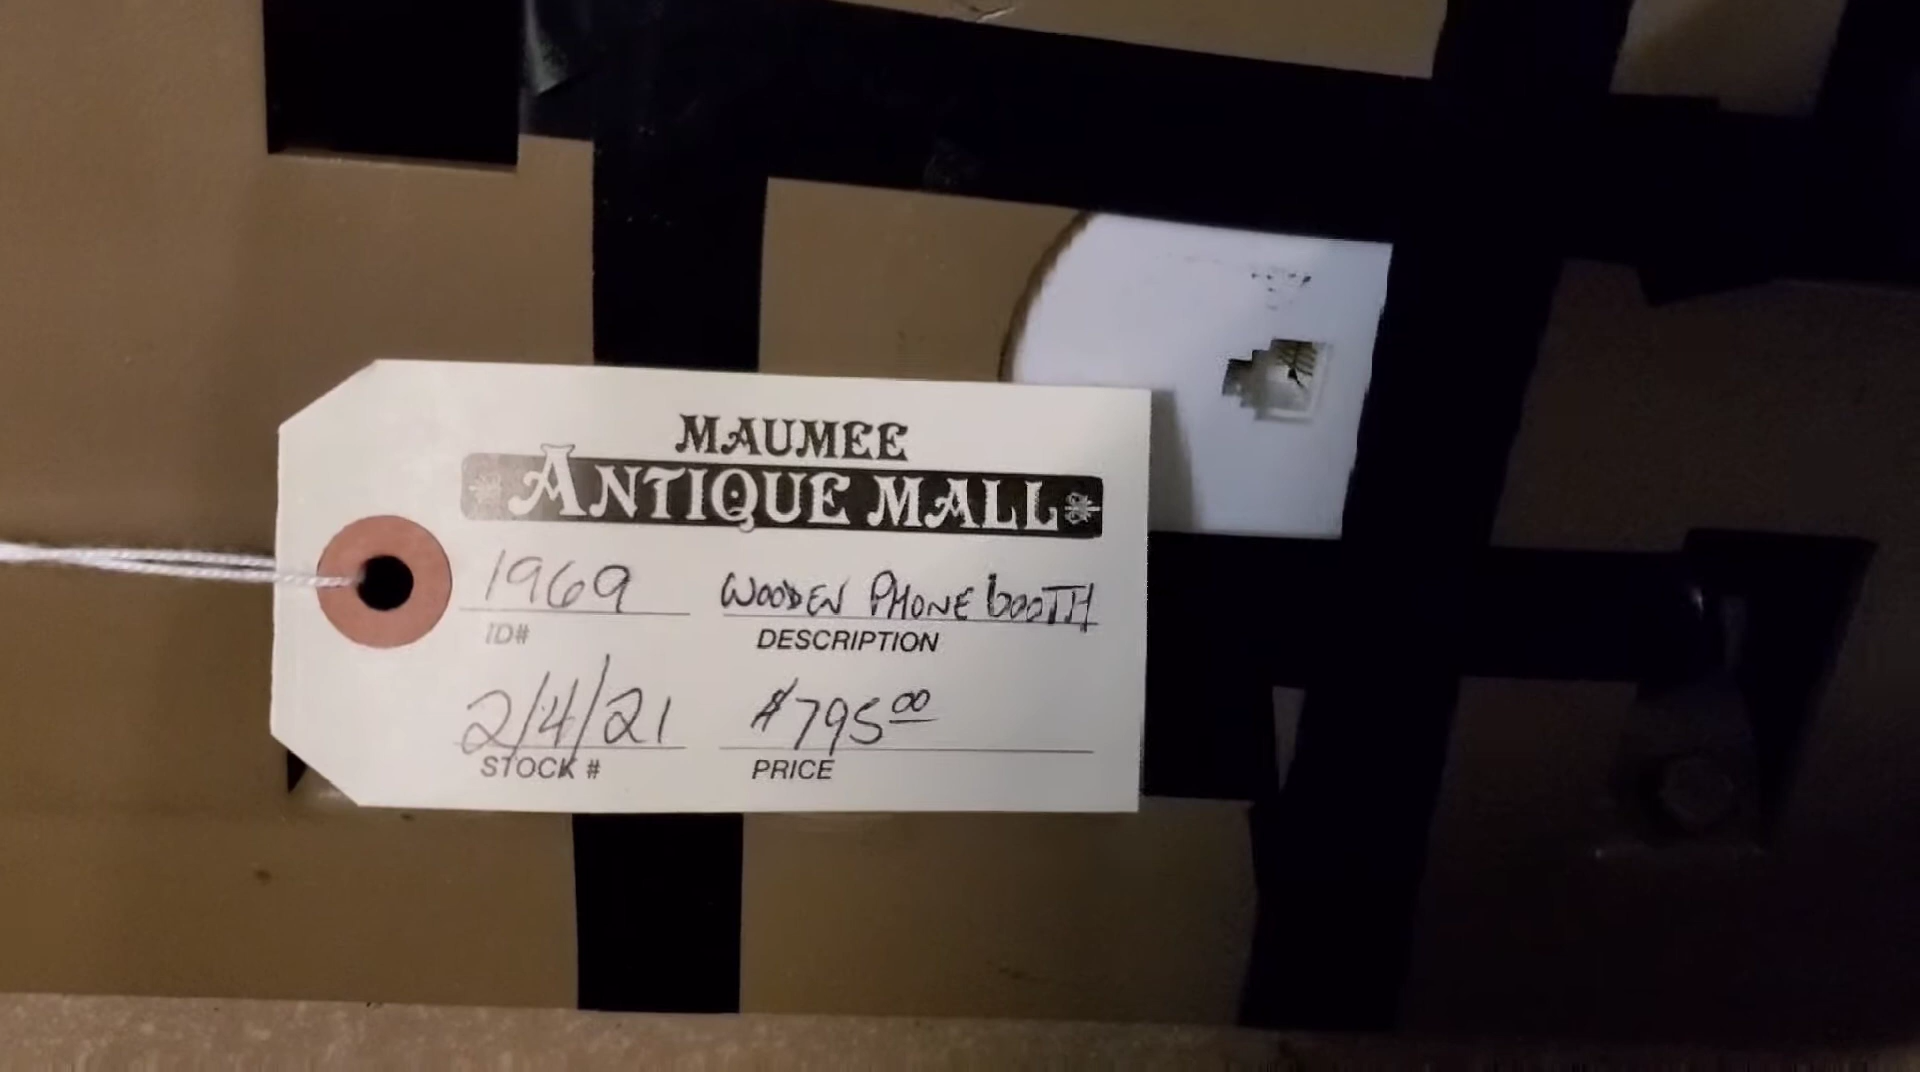 MAUMEE
ANTIQUE MALL
1969 WOODEN PHONE bOOTH
ID# DESCRIPTION
2/4/21 $795.00
STOCK # PRICE